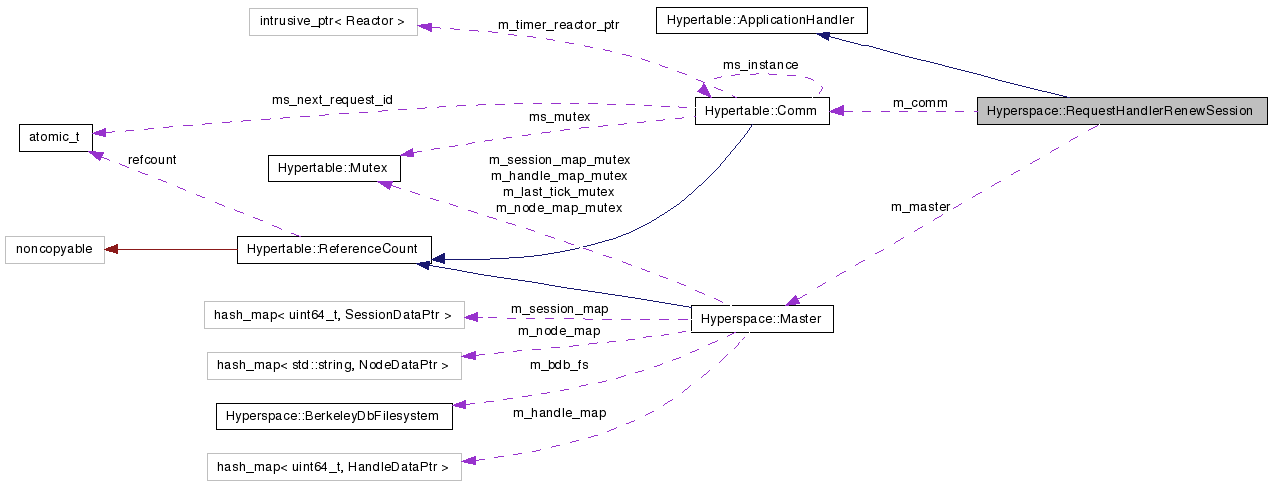 intrusive_ptr< Reactor >
m_timer_reactor_ptr
Hypertable::ApplicationHandler
ms_instance
ms_next_request_id
Hypertable::Comm
m_comm
Hyperspace::RequestHandlerRenewSession
ms_mutex
atomic_t
refcount
Hypertable::Mutex
m_session_map_mutex
m_handle_map_mutex
m_last_tick_mutex
m_node_map_mutex
m_master
noncopyable
Hypertable::ReferenceCount
hash_map< uint64_t, SessionDataPtr >
m_session_map
Hyperspace::Master
m_node_map
hash_map< std::string, NodeDataPtr >
m_bdb_fs
Hyperspace::BerkeleyDbFilesystem
m_handle_map
hash_map< uint64_t, HandleDataPtr >